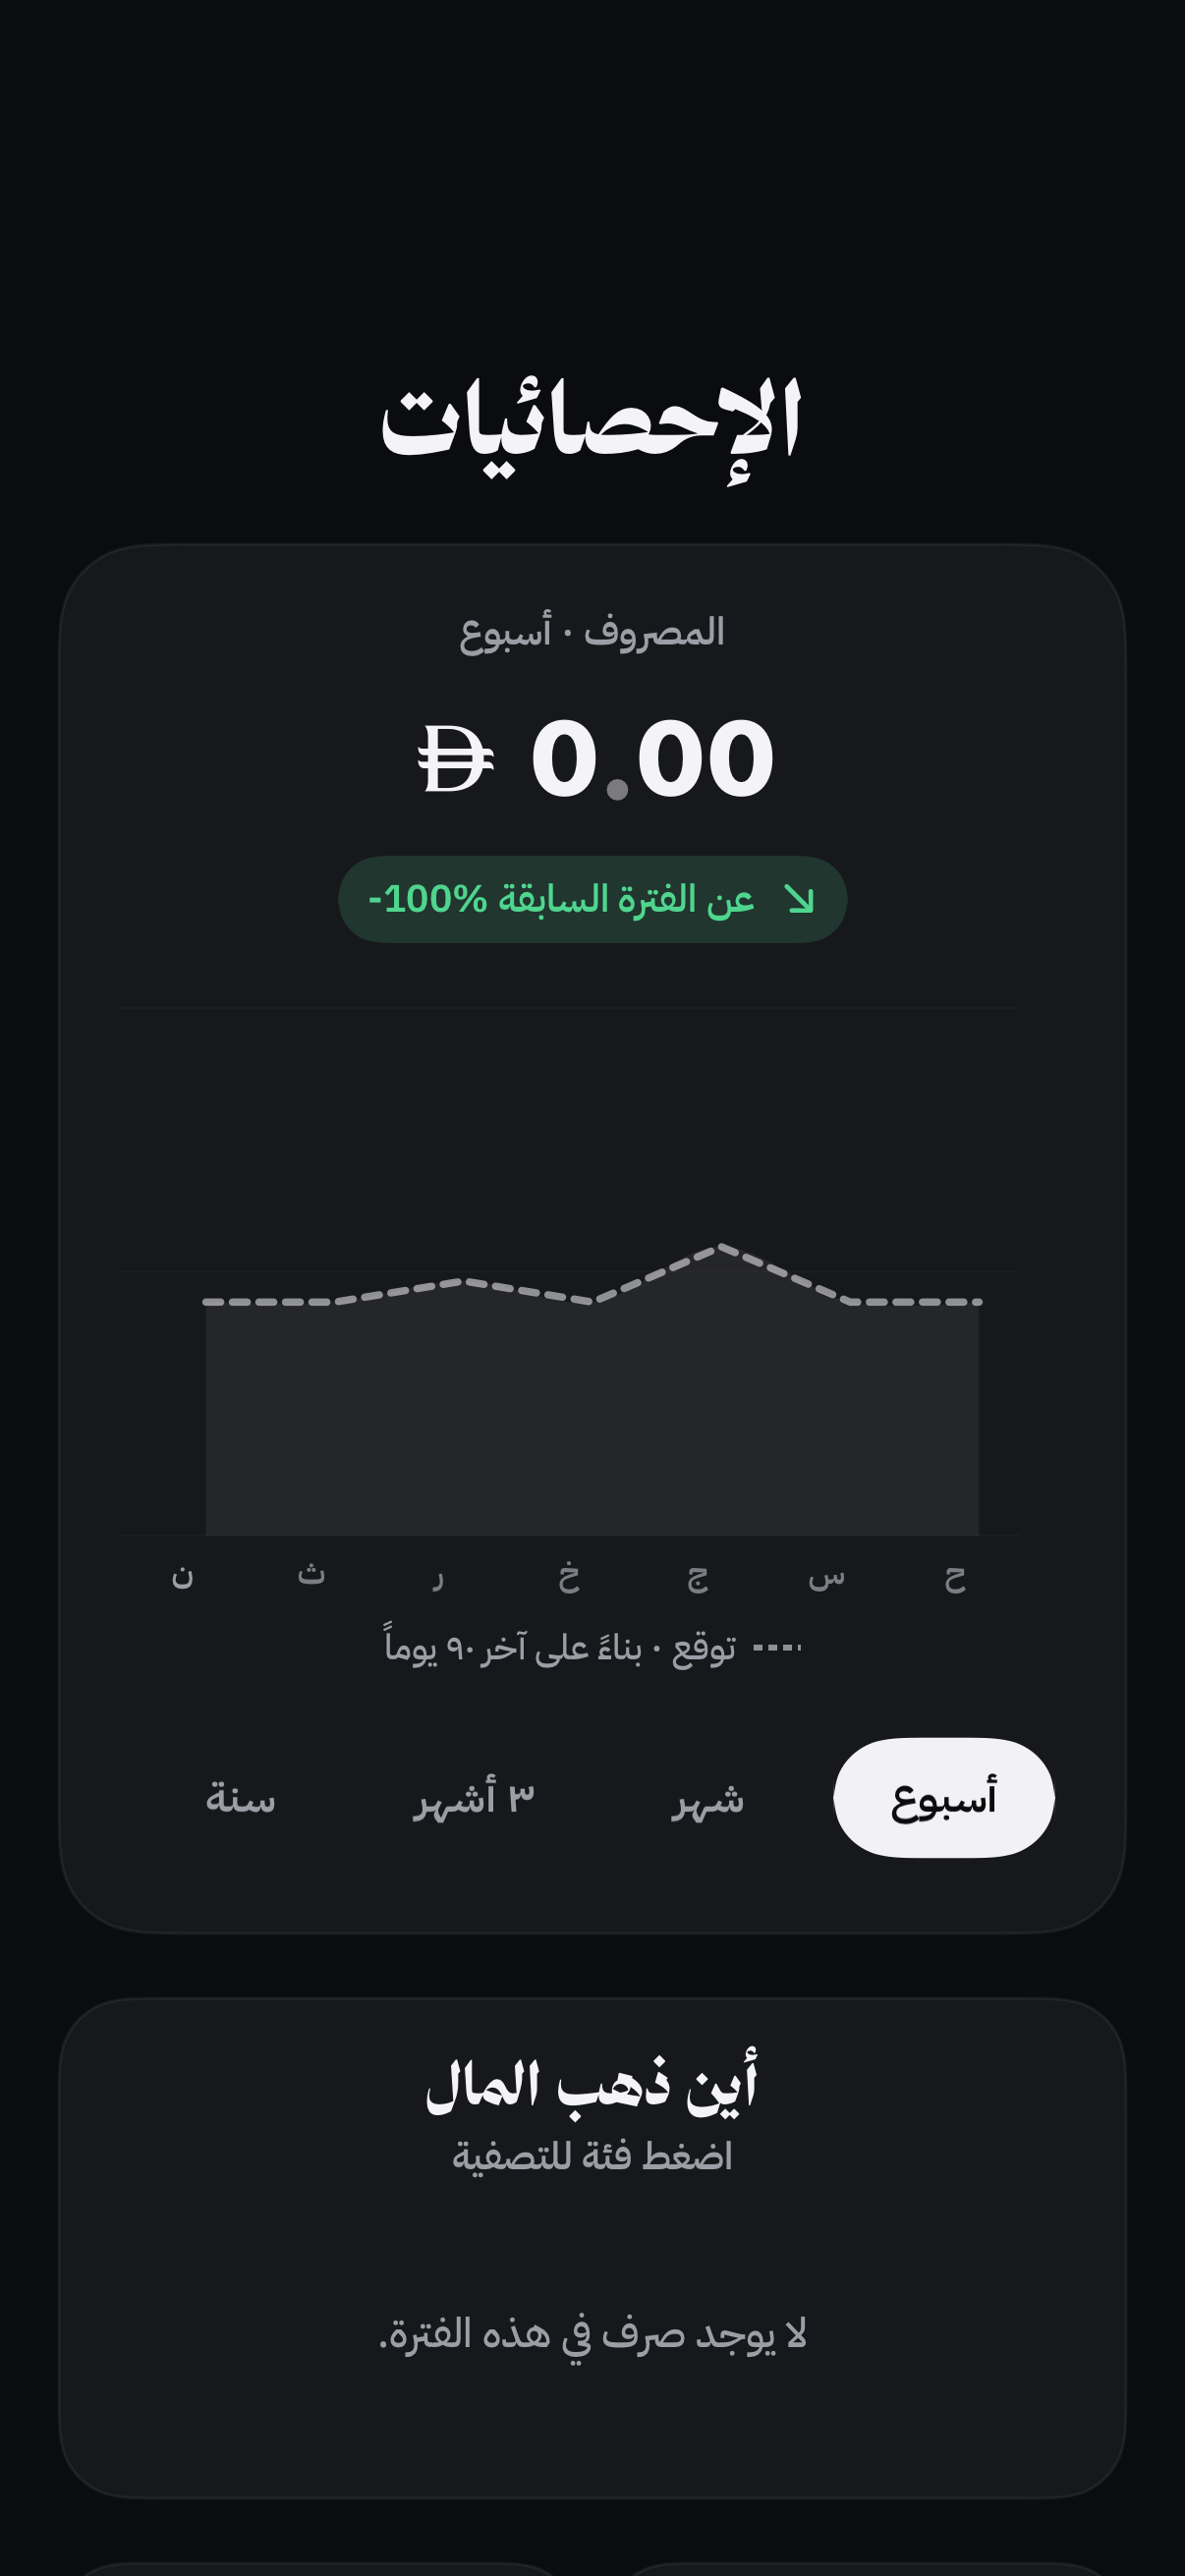 الإحصائيات
المصروف · أسبوع
0.00
عن الفترة السابقة -100%
ن ث ر خ ج س ح
توقع · بناءً على آخر ٩٠ يوماً
أسبوع شهر ٣ أشهر سنة
أين ذهب المال
اضغط فئة للتصفية
لا يوجد صرف في هذه الفترة.